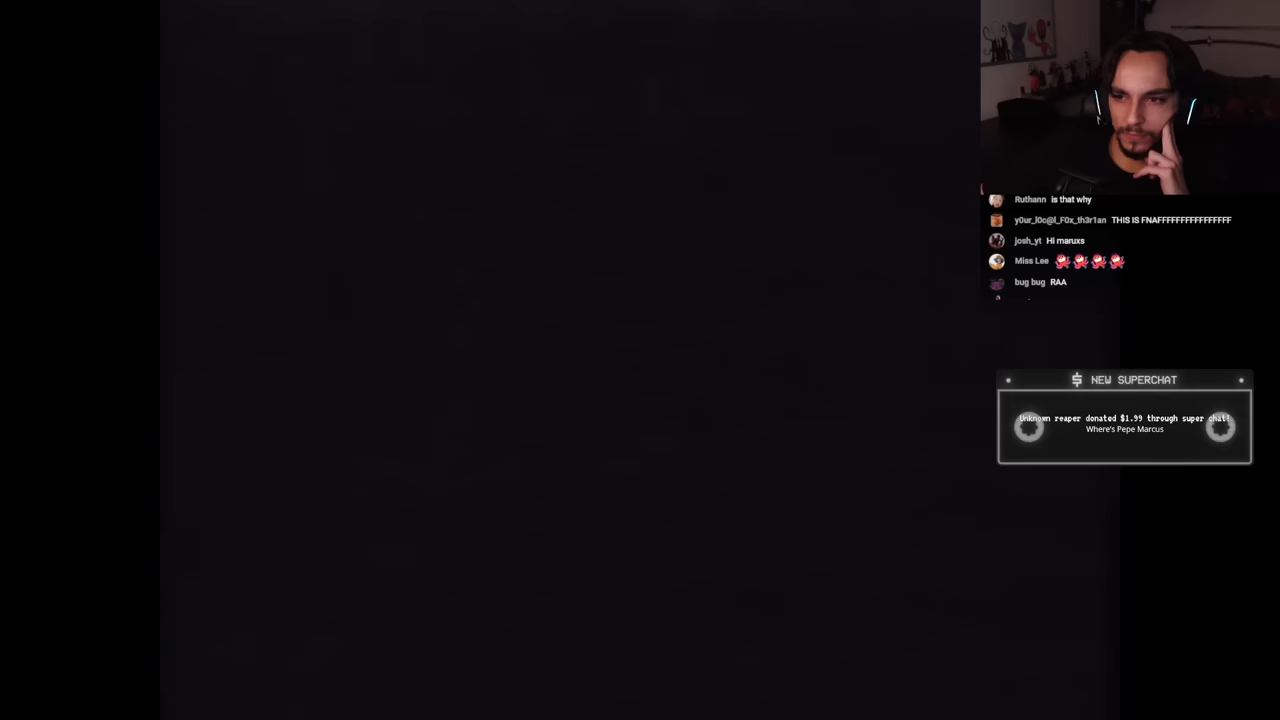 Ruthann is that why
y0ur_l0c@l_F0x_th3r1an THIS IS FNAFFFFFFFFFFFFFFFF
josh_yt Hi maruxs
Miss Lee
bug bug RAA
$ NEW SUPERCHAT
Unknown reaper donated $1.99 through super chat!
Where's Pepe Marcus